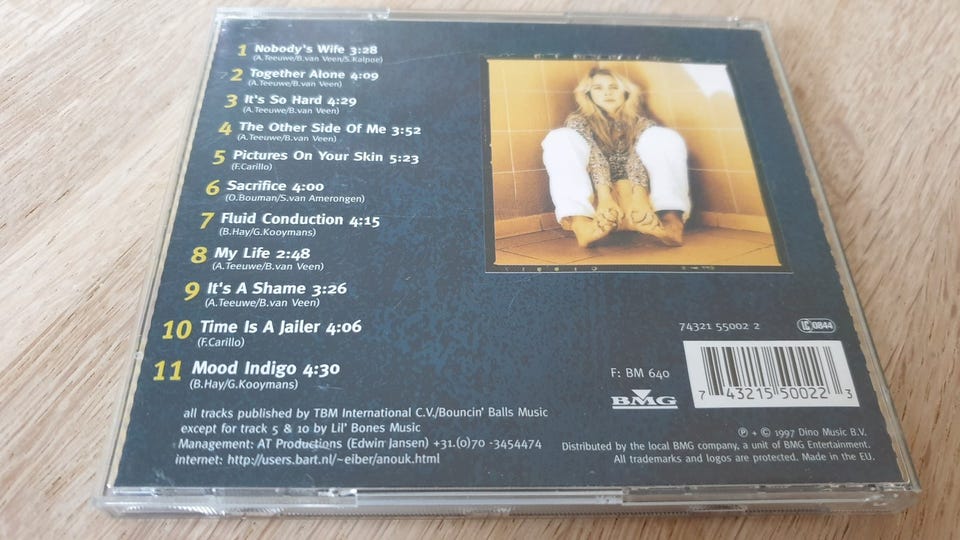 1 Nobody's Wife 3:28
(A.Teeuwe/B.van Veen/S.Kalpoe)
2 Together Alone 4:09
(A.Teeuwe/B.van Veen)
3 It's So Hard 4:29
(A.Teeuwe/B.van Veen)
4 The Other Side Of Me 3:52
(A.Teeuwe/B.van Veen)
5 Pictures On Your Skin 5:23
(F.Carillo)
6 Sacrifice 4:00
(O.Bouman/S.van Amerongen)
7 Fluid Conduction 4:15
(B.Hay/G.Kooymans)
8 My Life 2:48
(A.Teeuwe/B.van Veen)
9 It's A Shame 3:26
(A.Teeuwe/B.van Veen)
10 Time Is A Jailer 4:06
(F.Carillo)
11 Mood Indigo 4:30
(B.Hay/G.Kooymans)
all tracks published by TBM International C.V./Bouncin' Balls Music
except for track 5 & 10 by Lil' Bones Music
Management: AT Productions (Edwin Jansen) +31.(0)70 -3454474
internet: http://users.bart.nl/~eiber/anouk.html
74321 55002 2 LC 0844
F: BM 640
BMG
7 43215 50022 3
℗ + © 1997 Dino Music B.V.
Distributed by the local BMG company, a unit of BMG Entertainment.
All trademarks and logos are protected. Made in the EU.